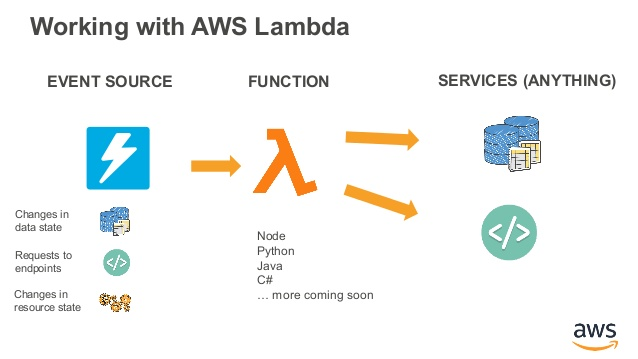 Working with AWS Lambda
EVENT SOURCE
FUNCTION
SERVICES (ANYTHING)
Changes in
data state
Requests to
endpoints
Changes in
resource state
Node
Python
Java
C#
… more coming soon
</>
</>
aws